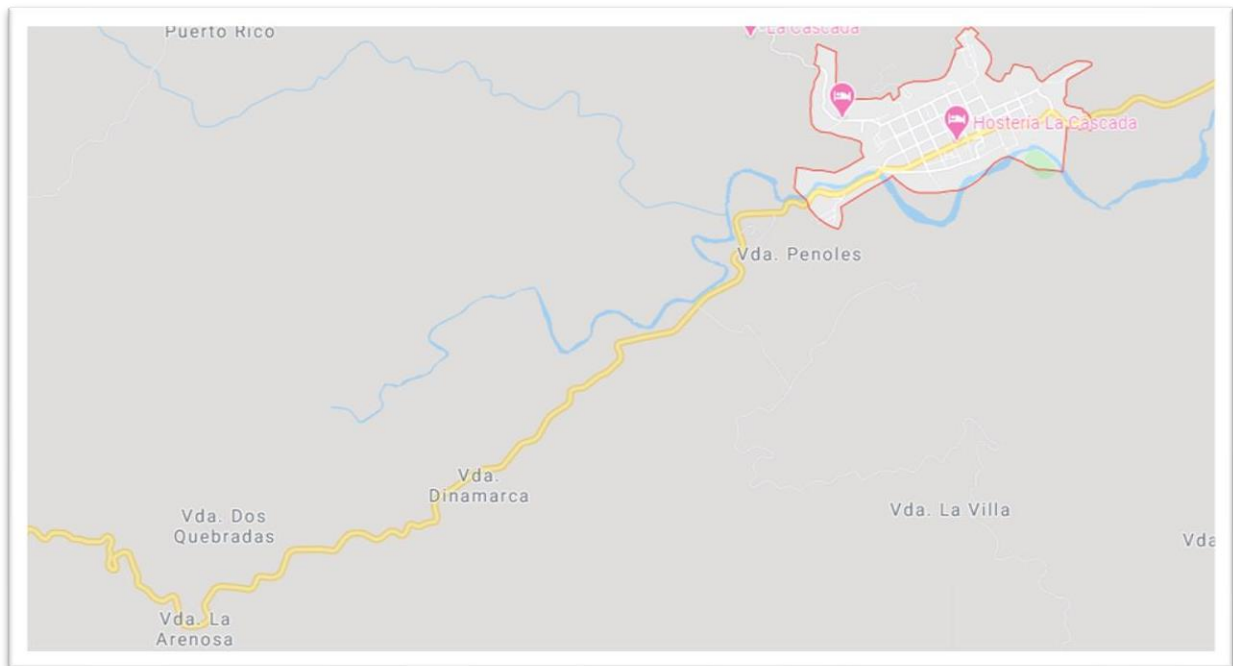 Puerto Rico
La Cascada
Hosteria La Cascada
Vda. Penoles
Vda.
Dinamarca
Vda. Dos
Quebradas
Vda. La Villa
Vda
Vda. La
Arenosa